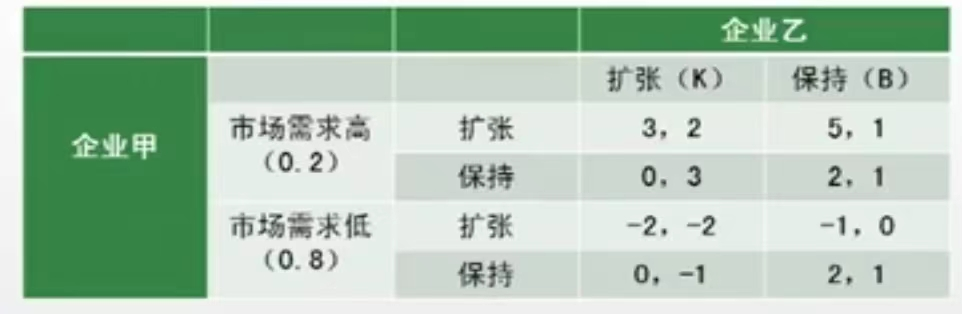 企业乙
扩张（K） 保持（B）
企业甲
市场需求高
（0.2）
扩张 3，2 5，1
保持 0，3 2，1
市场需求低
（0.8）
扩张 -2，-2 -1，0
保持 0，-1 2，1